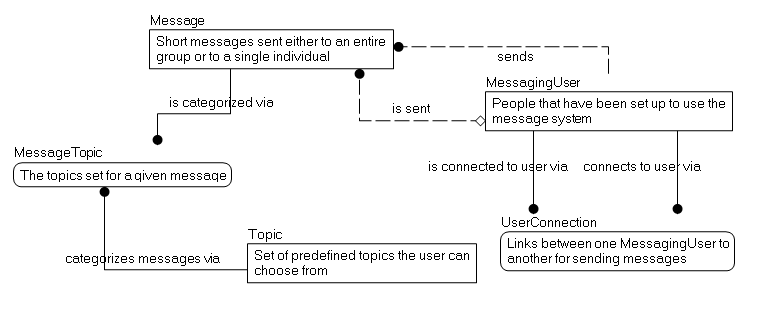 Message
Short messages sent either to an entire
group or to a single individual
sends
MessagingUser
is categorized via
is sent
People that have been set up to use the
message system
MessageTopic
The topics set for a given message
is connected to user via
connects to user via
UserConnection
Topic
Links between one MessagingUser to
another for sending messages
categorizes messages via
Set of predefined topics the user can
choose from